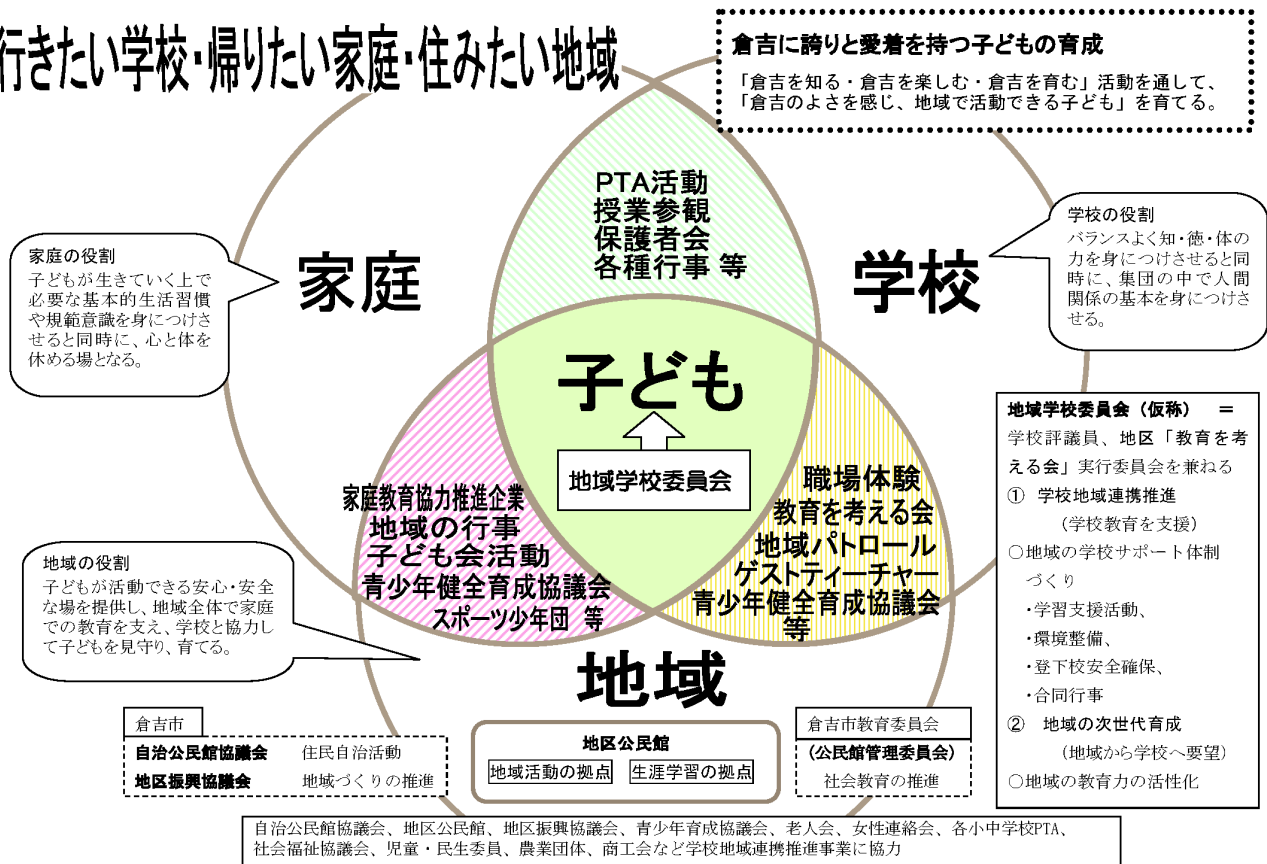 行きたい学校・帰りたい家庭・住みたい地域
倉吉に誇りと愛着を持つ子どもの育成
「倉吉を知る・倉吉を楽しむ・倉吉を育む」活動を通して、
「倉吉のよさを感じ、地域で活動できる子ども」を育てる。
PTA活動
授業参観
保護者会
各種行事 等
家庭の役割
子どもが生きていく上で
必要な基本的生活習慣
や規範意識を身につけさ
せると同時に、心と体を
休める場となる。
家庭
学校
学校の役割
バランスよく知・徳・体の
力を身につけさせると同
時に、集団の中で人間
関係の基本を身につけさ
せる。
子ども
地域学校委員会
家庭教育協力推進企業
地域の行事
子ども会活動
青少年健全育成協議会
スポーツ少年団 等
職場体験
教育を考える会
地域パトロール
ゲストティーチャー
青少年健全育成協議会
等
地域の役割
子どもが活動できる安心・安全
な場を提供し、地域全体で家庭
での教育を支え、学校と協力し
て子どもを見守り、育てる。
地域
地域学校委員会（仮称） ＝
学校評議員、地区「教育を考
える会」実行委員会を兼ねる
① 学校地域連携推進
（学校教育を支援）
○地域の学校サポート体制
づくり
・学習支援活動、
・環境整備、
・登下校安全確保、
・合同行事
② 地域の次世代育成
（地域から学校へ要望）
○地域の教育力の活性化
倉吉市
自治公民館協議会 住民自治活動
地区振興協議会 地域づくりの推進
地区公民館
地域活動の拠点 生涯学習の拠点
倉吉市教育委員会
（公民館管理委員会）
社会教育の推進
自治公民館協議会、地区公民館、地区振興協議会、青少年育成協議会、老人会、女性連絡会、各小中学校PTA、
社会福祉協議会、児童・民生委員、農業団体、商工会など学校地域連携推進事業に協力